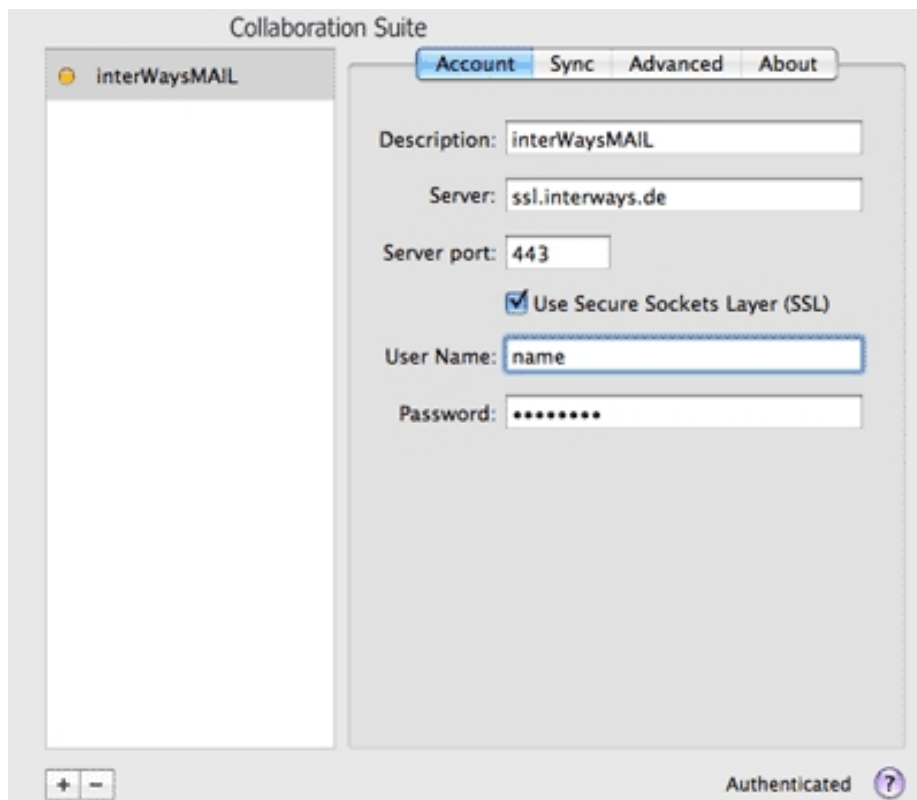 Collaboration Suite
interWaysMAIL
Account Sync Advanced About
Description: interWaysMAIL
Server: ssl.interways.de
Server port: 443
Use Secure Sockets Layer (SSL)
User Name: name
Password: ••••••••
+ −
Authenticated ?